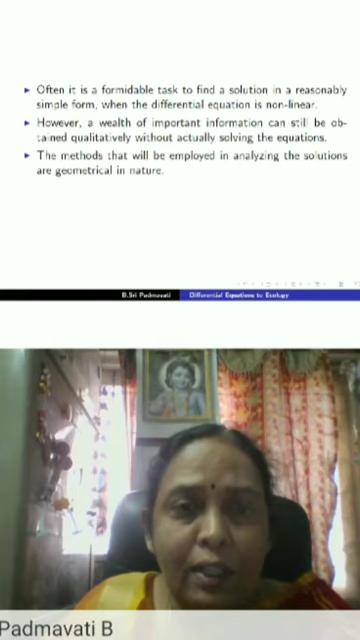 Often it is a formidable task to find a solution in a reasonably
simple form, when the differential equation is non-linear.
However, a wealth of important information can still be ob-
tained qualitatively without actually solving the equations.
The methods that will be employed in analyzing the solutions
are geometrical in nature.
B.Sri Padmavati Differential Equations to Ecology
Padmavati B